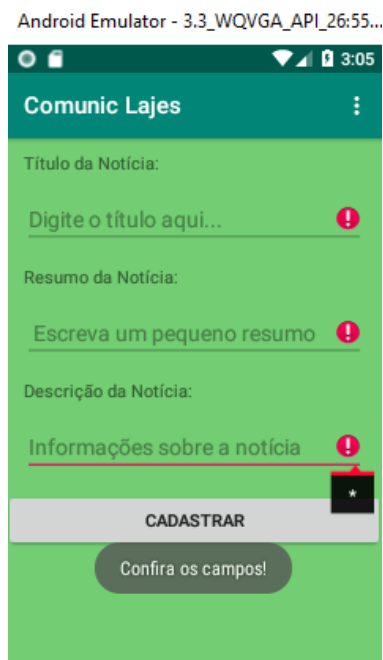 Android Emulator - 3.3_WQVGA_API_26:55...
3:05
Comunic Lajes
Título da Notícia:
Digite o título aqui...
Resumo da Notícia:
Escreva um pequeno resumo
Descrição da Notícia:
Informações sobre a notícia
*
CADASTRAR
Confira os campos!